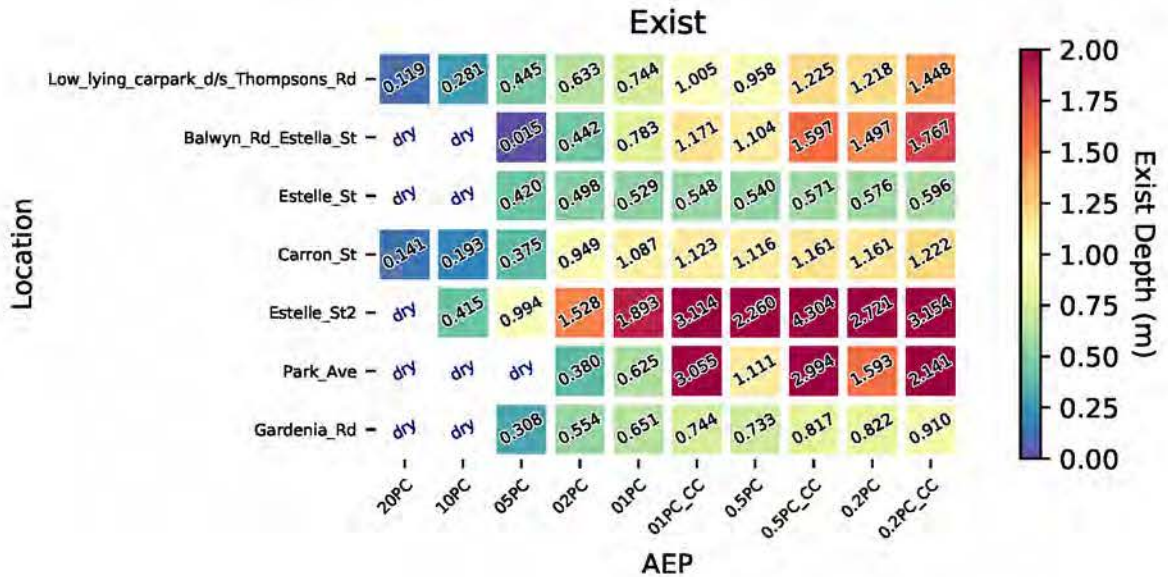 Exist
Low_lying_carpark_d/s_Thompsons_Rd 0.119 0.281 0.445 0.633 0.744 1.005 0.958 1.225 1.218 1.448
Balwyn_Rd_Estella_St dry dry 0.015 0.442 0.783 1.171 1.104 1.597 1.497 1.767
Estelle_St dry dry 0.420 0.498 0.529 0.548 0.540 0.571 0.576 0.596
Carron_St 0.141 0.193 0.375 0.949 1.087 1.123 1.116 1.161 1.161 1.222
Estelle_St2 dry 0.415 0.994 1.528 1.893 3.114 2.260 4.304 2.721 3.154
Park_Ave dry dry dry 0.380 0.625 3.055 1.111 2.994 1.593 2.141
Gardenia_Rd dry dry 0.308 0.554 0.651 0.744 0.733 0.817 0.822 0.910
20PC 10PC 05PC 02PC 01PC 01PC_CC 0.5PC 0.5PC_CC 0.2PC 0.2PC_CC
AEP
Location
2.00
1.75
1.50
1.25
1.00
0.75
0.50
0.25
0.00
Exist Depth (m)